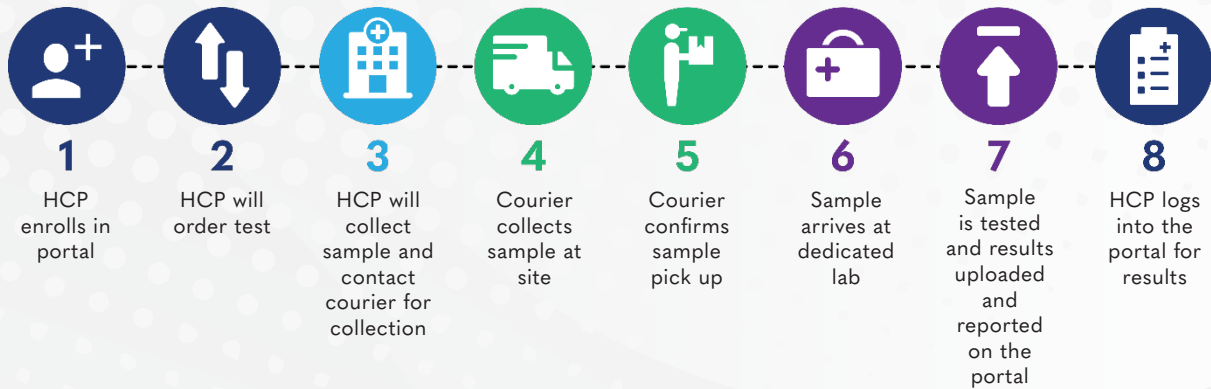 1
HCP
enrolls in
portal
2
HCP will
order test
3
HCP will
collect
sample and
contact
courier for
collection
4
Courier
collects
sample at
site
5
Courier
confirms
sample
pick up
6
Sample
arrives at
dedicated
lab
7
Sample
is tested
and results
uploaded
and
reported
on the
portal
8
HCP logs
into the
portal for
results